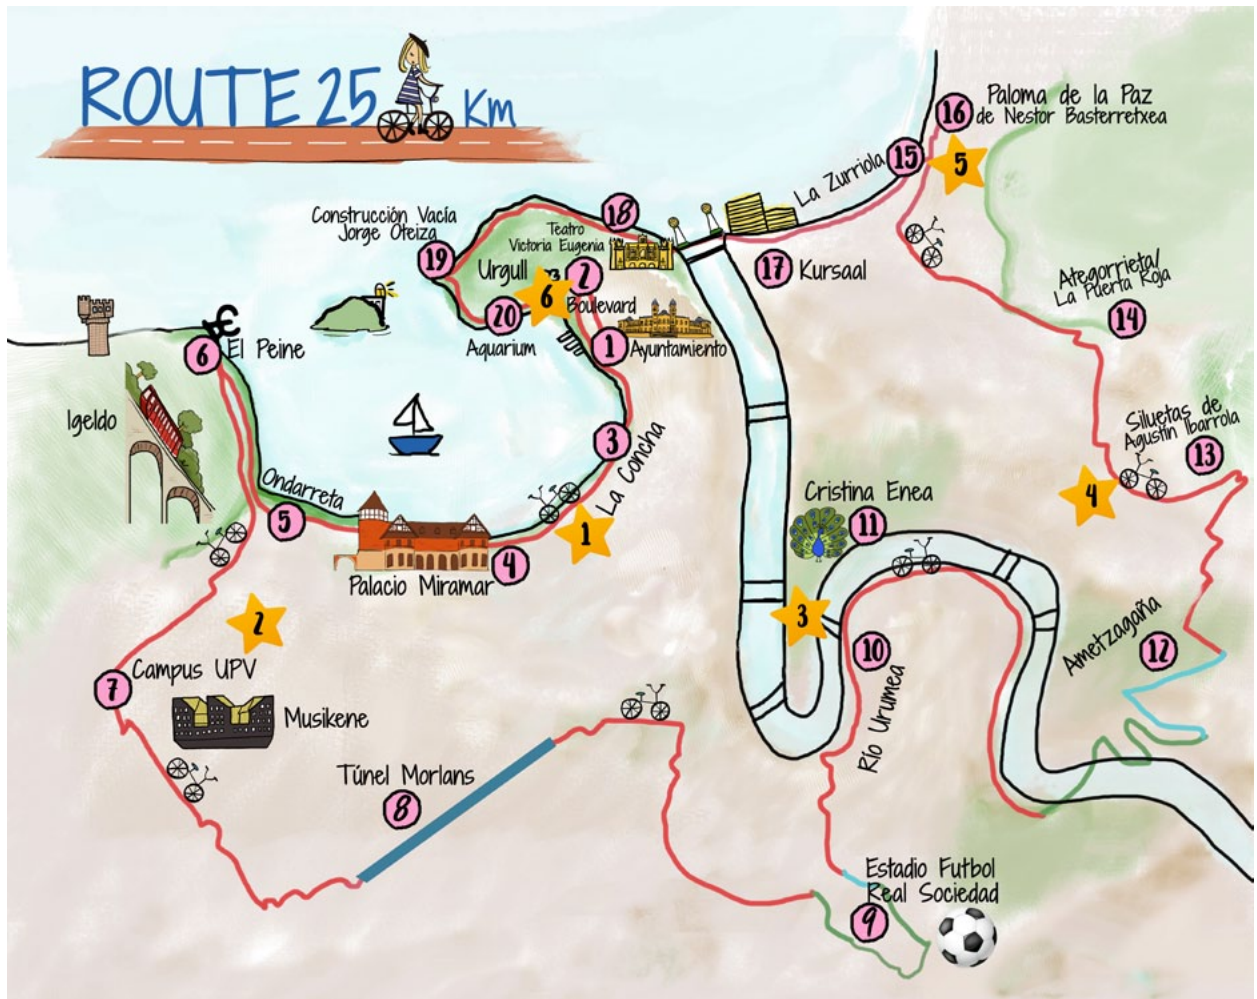 ROUTE 25 Km
16
Paloma de la Paz
de Nestor Basterretxea
15
5
La Zurriola
18
Teatro
Victoria Eugenia
Construcción Vacía
Jorge Oteiza
19
Urgull
2
6
Boulevard
17
Kursaal
Ategorrieta/
La Puerta Roja
14
20
Aquarium
1
Ayuntamiento
6
El Peine
Igeldo
3
La Concha
Siluetas de
Agustín Ibarrola
13
4
Ondarreta
5
Cristina Enea
11
1
Palacio Miramar
4
2
3
10
Río Urumea
Ametzagaña
12
7
Campus UPV
Musikene
Túnel Morlans
8
Estadio Futbol
Real Sociedad
9